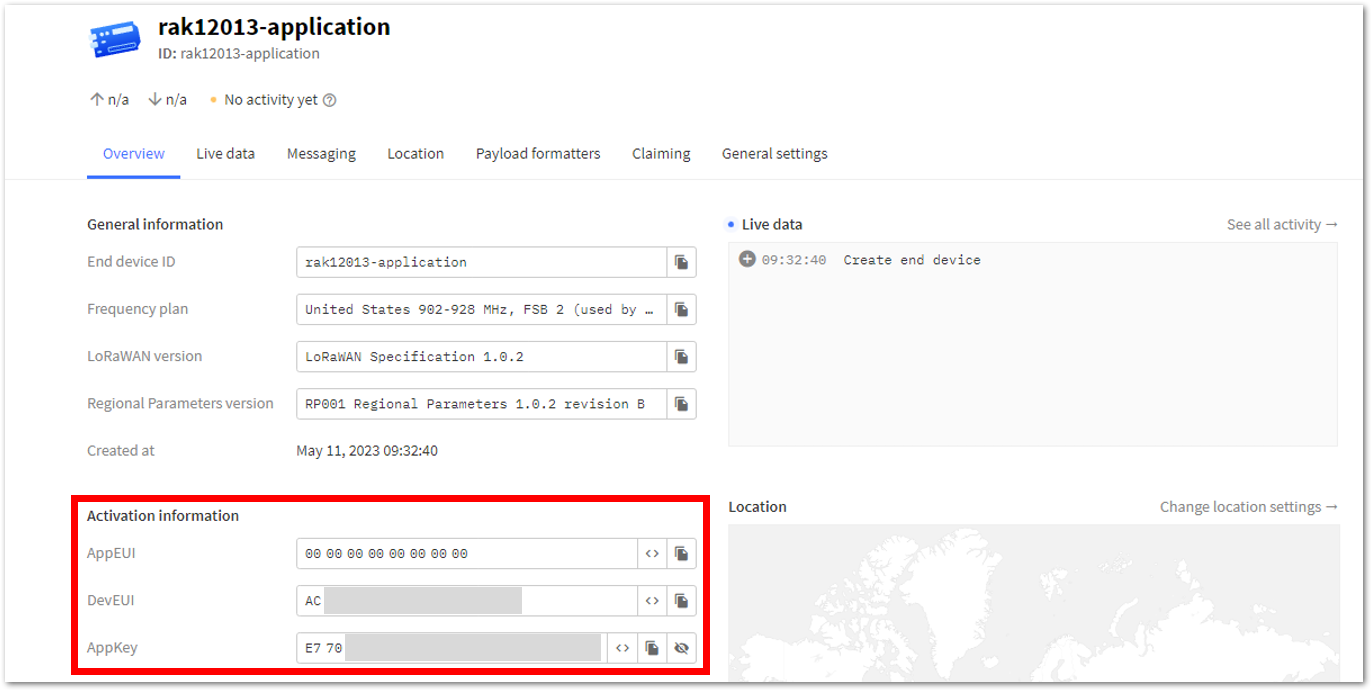 rak12013-application
ID: rak12013-application
n/a n/a No activity yet
Overview Live data Messaging Location Payload formatters Claiming General settings
General information
End device ID rak12013-application
Frequency plan United States 902-928 MHz, FSB 2 (used by …
LoRaWAN version LoRaWAN Specification 1.0.2
Regional Parameters version RP001 Regional Parameters 1.0.2 revision B
Created at May 11, 2023 09:32:40
Live data See all activity →
09:32:40 Create end device
Activation information
AppEUI 00 00 00 00 00 00 00 00 <>
DevEUI AC <>
AppKey E7 70 <>
Location Change location settings →